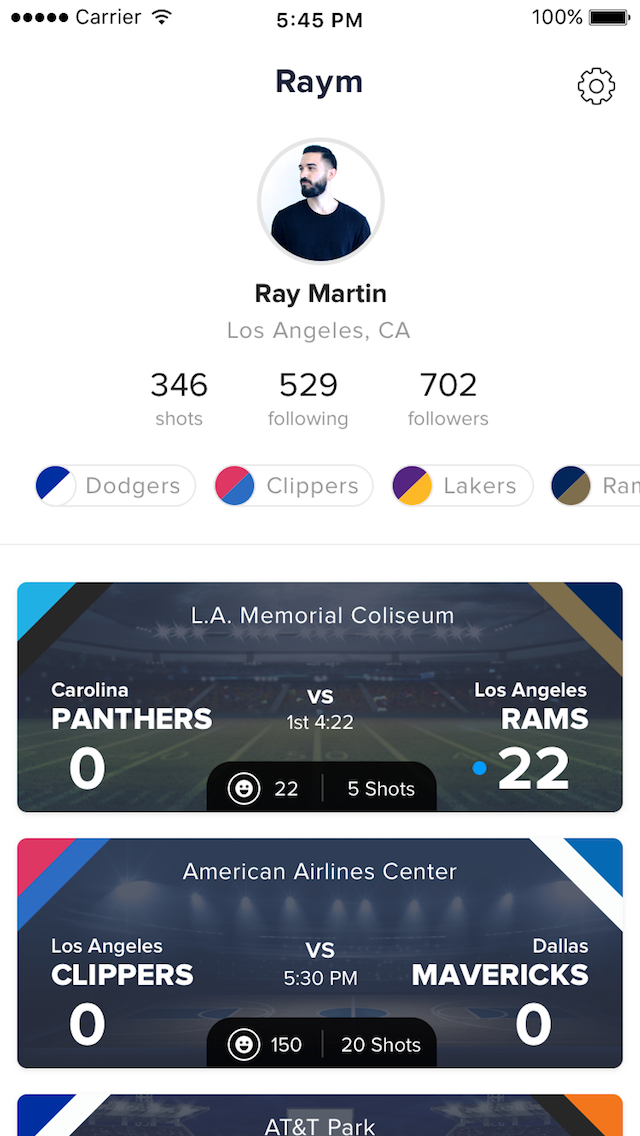 Carrier 5:45 PM 100%
Raym
Ray Martin
Los Angeles, CA
346 529 702
shots following followers
Dodgers Clippers Lakers Ram
L.A. Memorial Coliseum
Carolina VS Los Angeles
PANTHERS 1st 4:22 RAMS
0 22
22 5 Shots
American Airlines Center
Los Angeles VS Dallas
CLIPPERS 5:30 PM MAVERICKS
0 0
150 20 Shots
AT&T Park